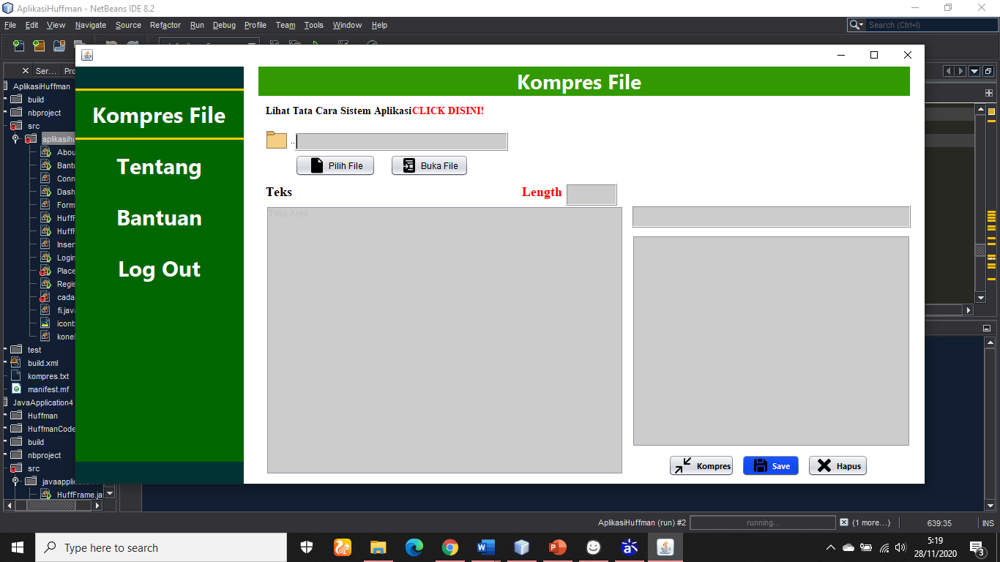 AplikasiHuffman - NetBeans IDE 8.2
File Edit View Navigate Source Refactor Run Debug Profile Team Tools Window Help
Search (Ctrl+I)
Ser...
AplikasiHuffman
build
nbproject
src
aplikasihu
Abou
Bantu
Conn
Dash
Form
HuffF
HuffF
Inser
Login
Place
Regis
cada
fi.java
icont
konel
test
build.xml
kompres.txt
manifest.mf
JavaApplication4
Huffman
HuffmanCode
build
nbproject
src
HuffFrame.ja
Kompres File
Tentang
Bantuan
Log Out
Kompres File
Lihat Tata Cara Sistem AplikasiCLICK DISINI!
..
Pilih File Buka File
Teks Length
Teks Area
Kompres Save Hapus
AplikasiHuffman (run) #2 running... (1 more...) 639:35 INS
Type here to search
5:19
28/11/2020
3